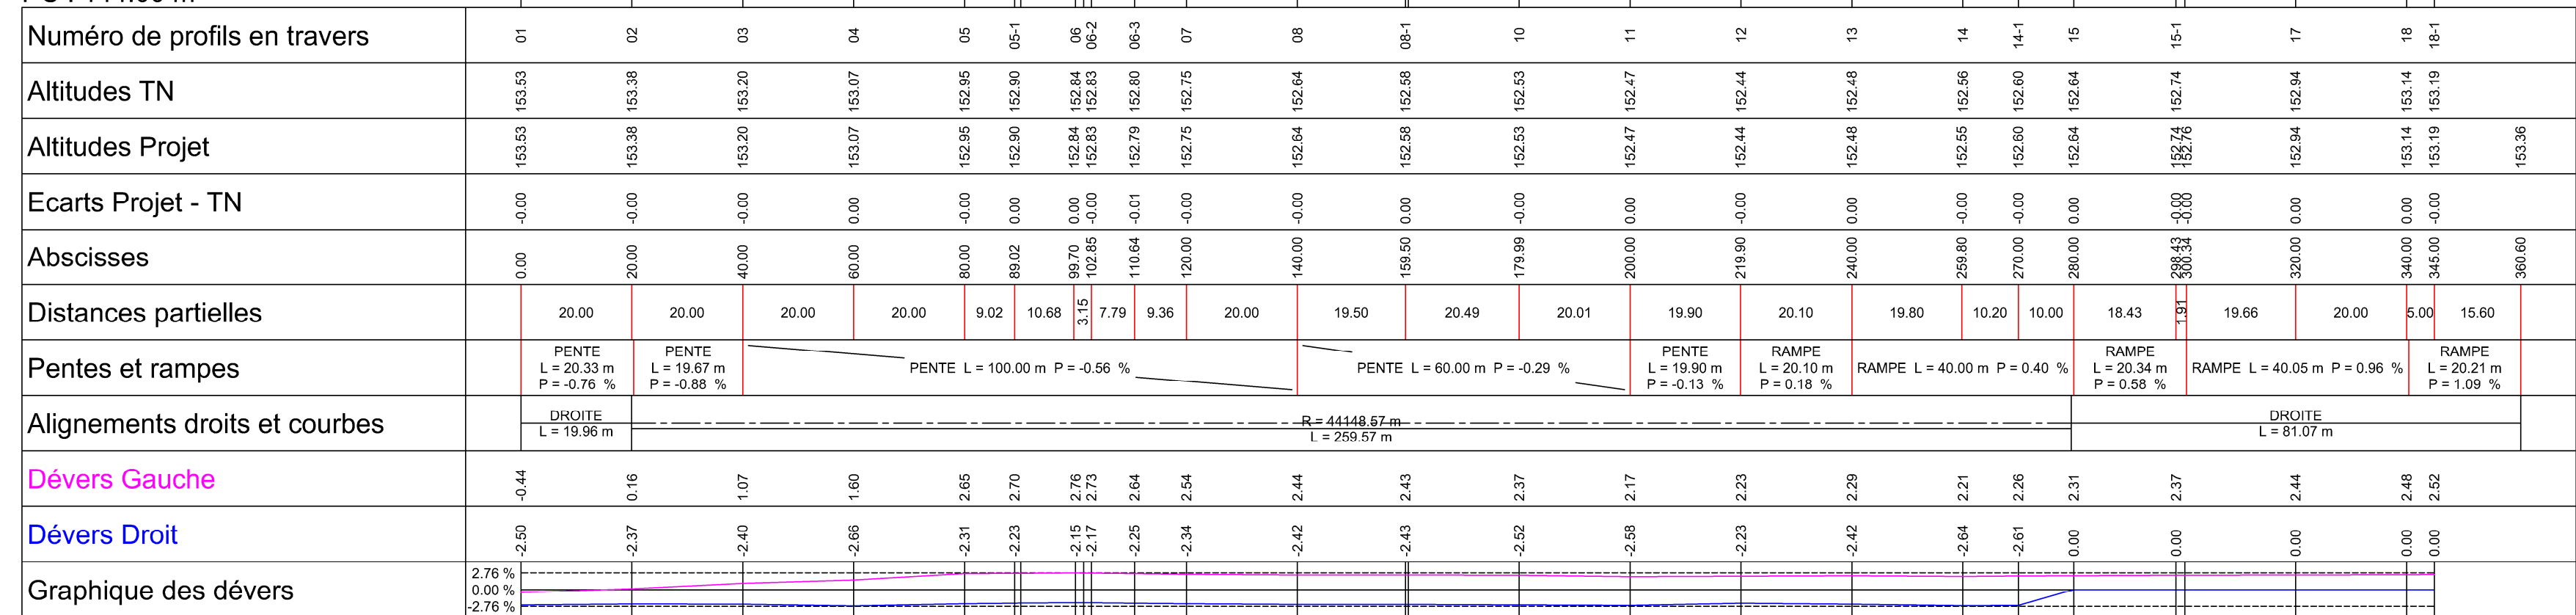 Numéro de profils en travers 01 02 03 04 05 05-1 06 06-2 06-3 07 08 08-1 10 11 12 13 14 14-1 15 15-1 17 18 18-1
Altitudes TN 153.53 153.38 153.20 153.07 152.95 152.90 152.84 152.83 152.80 152.75 152.64 152.58 152.53 152.47 152.44 152.48 152.56 152.60 152.64 152.74 152.94 153.14 153.19
Altitudes Projet 153.53 153.38 153.20 153.07 152.95 152.90 152.84 152.83 152.79 152.75 152.64 152.58 152.53 152.47 152.44 152.48 152.55 152.60 152.64 152.74 152.76 152.94 153.14 153.19 153.36
Ecarts Projet - TN -0.00 -0.00 -0.00 0.00 -0.00 0.00 0.00 -0.00 -0.01 -0.00 -0.00 0.00 -0.00 0.00 -0.00 0.00 -0.00 -0.00 0.00 -0.00 -0.00 0.00 0.00 -0.00
Abscisses 0.00 20.00 40.00 60.00 80.00 89.02 99.70 102.85 110.64 120.00 140.00 159.50 179.99 200.00 219.90 240.00 259.80 270.00 280.00 298.43 300.34 320.00 340.00 345.00 360.60
Distances partielles 20.00 20.00 20.00 20.00 9.02 10.68 3.15 7.79 9.36 20.00 19.50 20.49 20.01 19.90 20.10 19.80 10.20 10.00 18.43 1.91 19.66 20.00 5.00 15.60
Pentes et rampes
PENTE
L = 20.33 m
P = -0.76 %
PENTE
L = 19.67 m
P = -0.88 %
PENTE L = 100.00 m P = -0.56 %
PENTE L = 60.00 m P = -0.29 %
PENTE
L = 19.90 m
P = -0.13 %
RAMPE
L = 20.10 m
P = 0.18 %
RAMPE L = 40.00 m P = 0.40 %
RAMPE
L = 20.34 m
P = 0.58 %
RAMPE L = 40.05 m P = 0.96 %
RAMPE
L = 20.21 m
P = 1.09 %
Alignements droits et courbes
DROITE
L = 19.96 m
R = 44148.57 m
L = 259.57 m
DROITE
L = 81.07 m
Dévers Gauche -0.44 0.16 1.07 1.60 2.65 2.70 2.76 2.73 2.64 2.54 2.44 2.43 2.37 2.17 2.23 2.29 2.21 2.26 2.31 2.37 2.44 2.48 2.52
Dévers Droit -2.50 -2.37 -2.40 -2.66 -2.31 -2.23 -2.15 -2.17 -2.25 -2.34 -2.42 -2.43 -2.52 -2.58 -2.23 -2.42 -2.64 -2.61 0.00 0.00 0.00 0.00 0.00
Graphique des dévers
2.76 %
0.00 %
-2.76 %